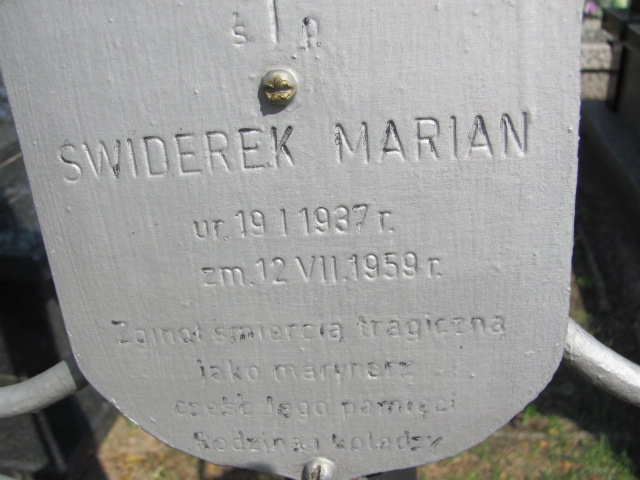 ś p.
SWIDEREK MARIAN
ur. 19 I 1937 r.
zm. 12 VII. 1959 r.
Zginął śmiercią tragiczną
jako marynarz
cześć Jego pamięci
Rodzina i koledzy